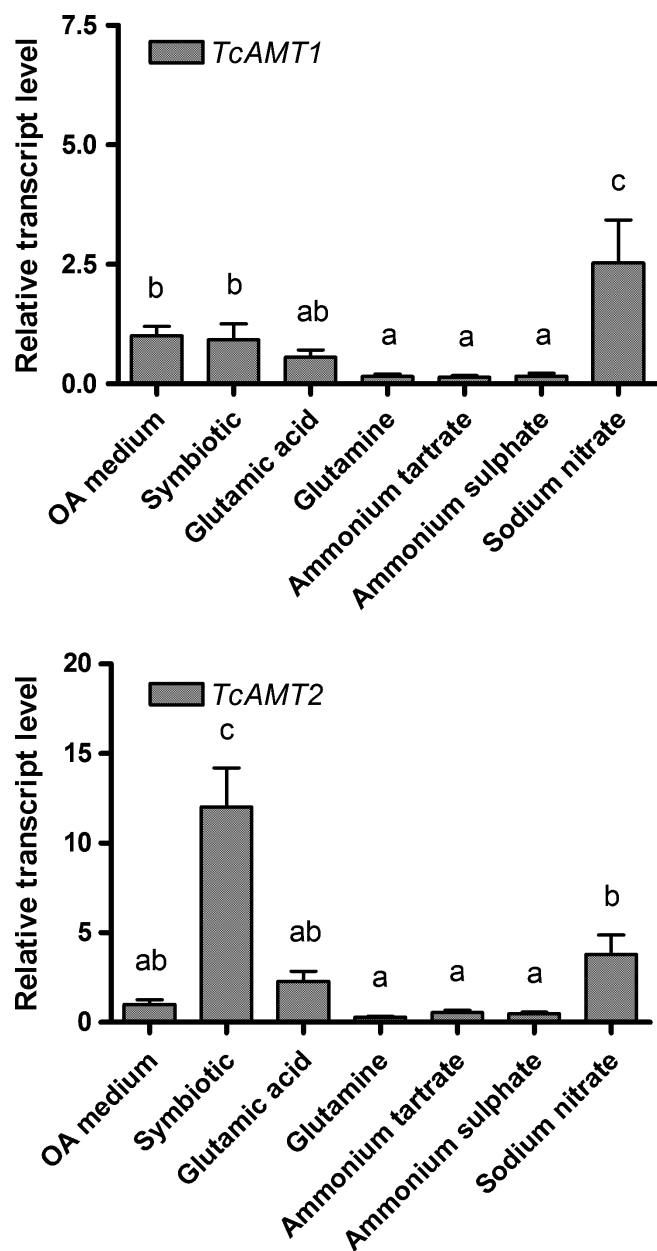 7.5
TcAMT1
5.0
2.5
0.0
Relative transcript level
b
b
ab
a
a
a
c
OA medium
Symbiotic
Glutamic acid
Glutamine
Ammonium tartrate
Ammonium sulphate
Sodium nitrate
20
TcAMT2
15
10
5
0
Relative transcript level
ab
c
ab
a
a
a
b
OA medium
Symbiotic
Glutamic acid
Glutamine
Ammonium tartrate
Ammonium sulphate
Sodium nitrate